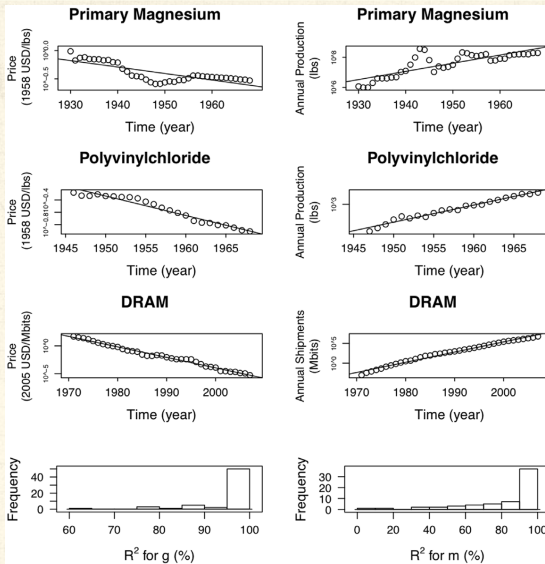 Primary Magnesium
Price
(1958 USD/lbs)
10^0.0
10^-0.5
1930 1940 1950 1960
Time (year)
Primary Magnesium
Annual Production
(lbs)
10^8
10^6
1930 1940 1950 1960
Time (year)
Polyvinylchloride
Price
(1958 USD/lbs)
10^-0.8 10^-0.4
1945 1950 1955 1960 1965
Time (year)
Polyvinylchloride
Annual Production
(lbs)
10^3
1945 1950 1955 1960 1965
Time (year)
DRAM
Price
(2005 USD/Mbits)
10^0
10^-5
1970 1980 1990 2000
Time (year)
DRAM
Annual Shipments
(Mbits)
10^5
10^0
1970 1980 1990 2000
Time (year)
Frequency
40
20
0
60 70 80 90 100
R² for g (%)
Frequency
30
20
10
0
0 20 40 60 80 100
R² for m (%)